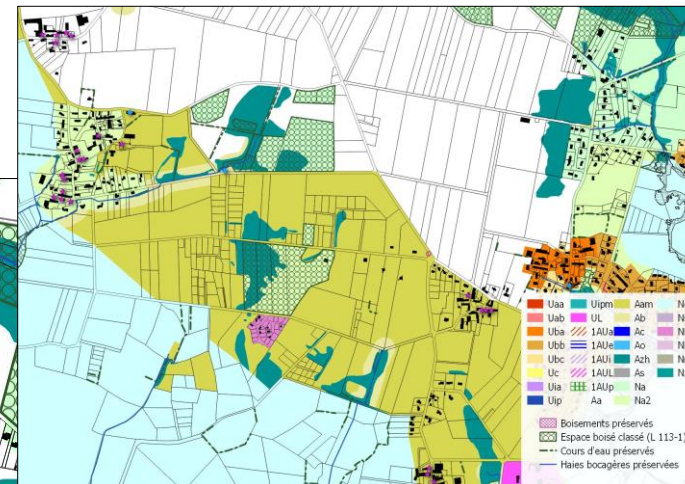 Uaa Uipm Aam N
Uab UL Ab N
Uba 1AUa Ac N
Ubb 1AUe Ao N
Ubc 1AUi Azh N
Uc 1AUL As N
Uia 1AUp Na N
Uip Aa Na2
Boisements préservés
Espace boisé classé (L 113-1)
Cours d'eau préservés
Haies bocagères préservées